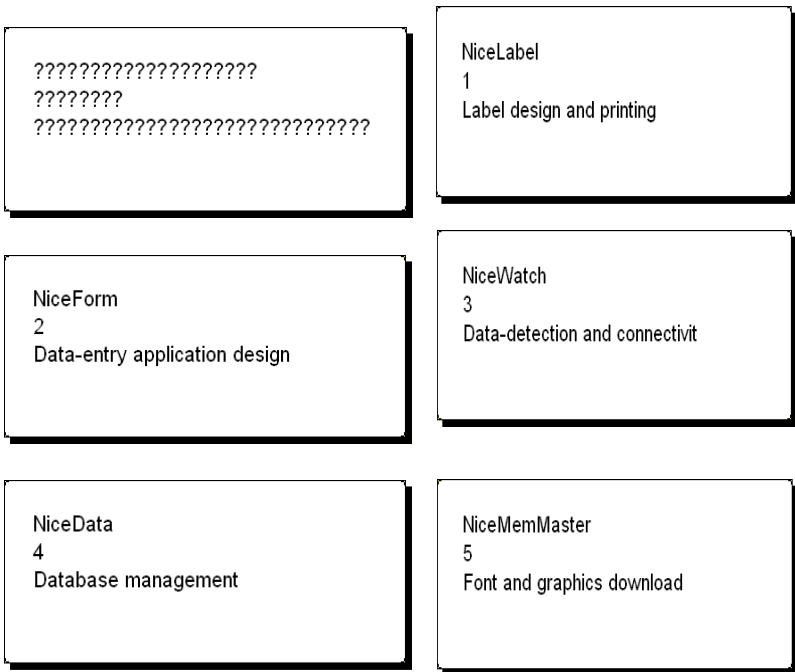 ????????????????????
????????
??????????????????????????????
NiceLabel
1
Label design and printing
NiceForm
2
Data-entry application design
NiceWatch
3
Data-detection and connectivit
NiceData
4
Database management
NiceMemMaster
5
Font and graphics download